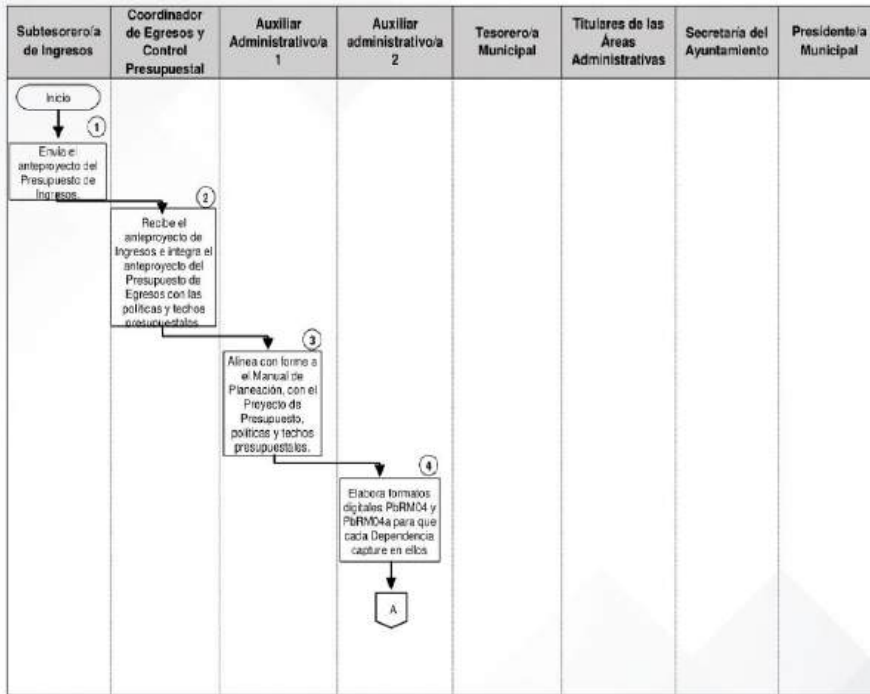 Subtesorero/a
de Ingresos
Coordinador
de Egresos y
Control
Presupuestal
Auxiliar
Administrativo/a
1
Auxiliar
administrativo/a
2
Tesorero/a
Municipal
Titulares de las
Áreas
Administrativas
Secretaría del
Ayuntamiento
Presidente/a
Municipal
Inicio
1
Envía el
anteproyecto del
Presupuesto de
Ingresos.
2
Recibe el
anteproyecto de
Ingresos e integra el
anteproyecto del
Presupuesto de
Egresos con las
políticas y techos
presupuestales
3
Alinea con forme a
el Manual de
Planeación, con el
Proyecto de
Presupuesto,
políticas y techos
presupuestales.
4
Elabora formatos
digitales PbRM04 y
PbRM04a para que
cada Dependencia
capture en ellos
A